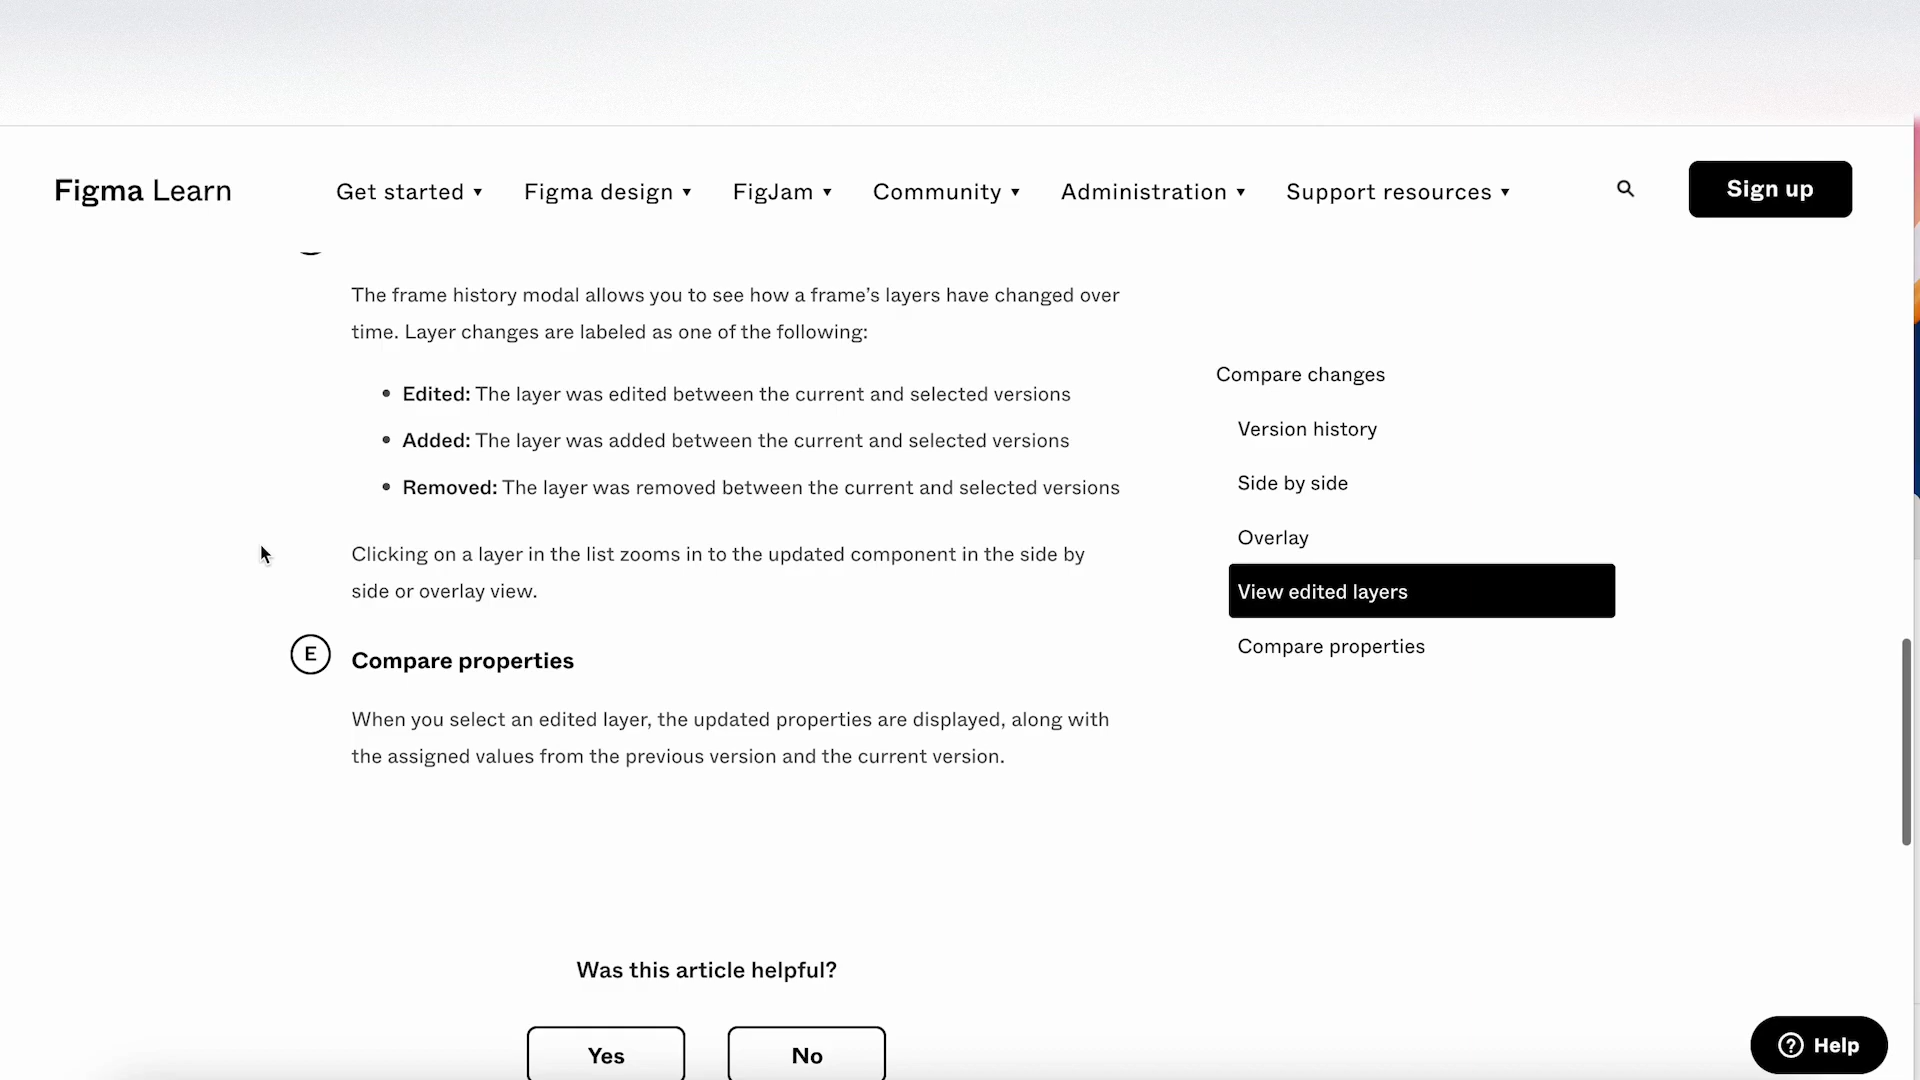 Figma Learn
Get started ▾
Figma design ▾
FigJam ▾
Community ▾
Administration ▾
Support resources ▾
Sign up
The frame history modal allows you to see how a frame’s layers have changed over
time. Layer changes are labeled as one of the following:
• Edited: The layer was edited between the current and selected versions
• Added: The layer was added between the current and selected versions
• Removed: The layer was removed between the current and selected versions
Clicking on a layer in the list zooms in to the updated component in the side by
side or overlay view.
E Compare properties
When you select an edited layer, the updated properties are displayed, along with
the assigned values from the previous version and the current version.
Compare changes
Version history
Side by side
Overlay
View edited layers
Compare properties
Was this article helpful?
Yes
No
? Help